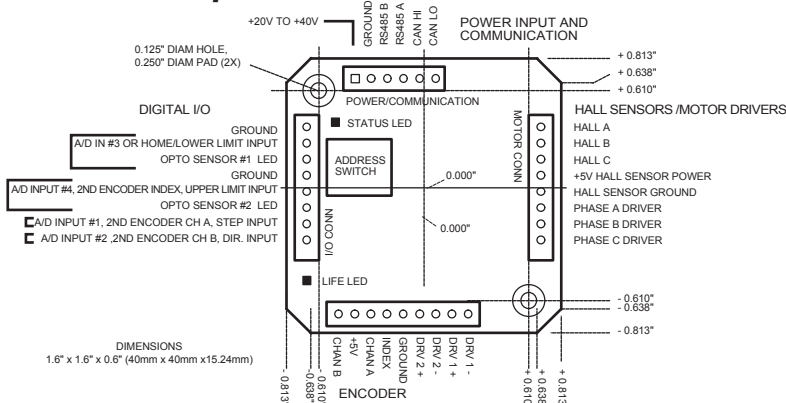 +20V TO +40V
GROUND
RS485 B
RS485 A
CAN HI
CAN LO
POWER INPUT AND
COMMUNICATION
0.125" DIAM HOLE,
0.250" DIAM PAD (2X)
+ 0.813"
+ 0.638"
+ 0.610"
POWER/COMMUNICATION
DIGITAL I/O
HALL SENSORS /MOTOR DRIVERS
STATUS LED
MOTOR CONN
GROUND
A/D IN #3 OR HOME/LOWER LIMIT INPUT
OPTO SENSOR #1 LED
GROUND
A/D INPUT #4, 2ND ENCODER INDEX, UPPER LIMIT INPUT
OPTO SENSOR #2 LED
A/D INPUT #1, 2ND ENCODER CH A, STEP INPUT
A/D INPUT #2 ,2ND ENCODER CH B, DIR. INPUT
ADDRESS
SWITCH
0.000"
0.000"
HALL A
HALL B
HALL C
+5V HALL SENSOR POWER
HALL SENSOR GROUND
PHASE A DRIVER
PHASE B DRIVER
PHASE C DRIVER
I/O CONN
LIFE LED
- 0.610"
- 0.638"
- 0.813"
DIMENSIONS
1.6" x 1.6" x 0.6" (40mm x 40mm x15.24mm)
CHAN B
+5V
CHAN A
INDEX
GROUND
DRV 2 +
DRV 2 -
DRV 1 +
DRV 1 -
ENCODER
- 0.813"
-0.638"
- 0.610"
+ 0.610
+ 0.638
+ 0.813